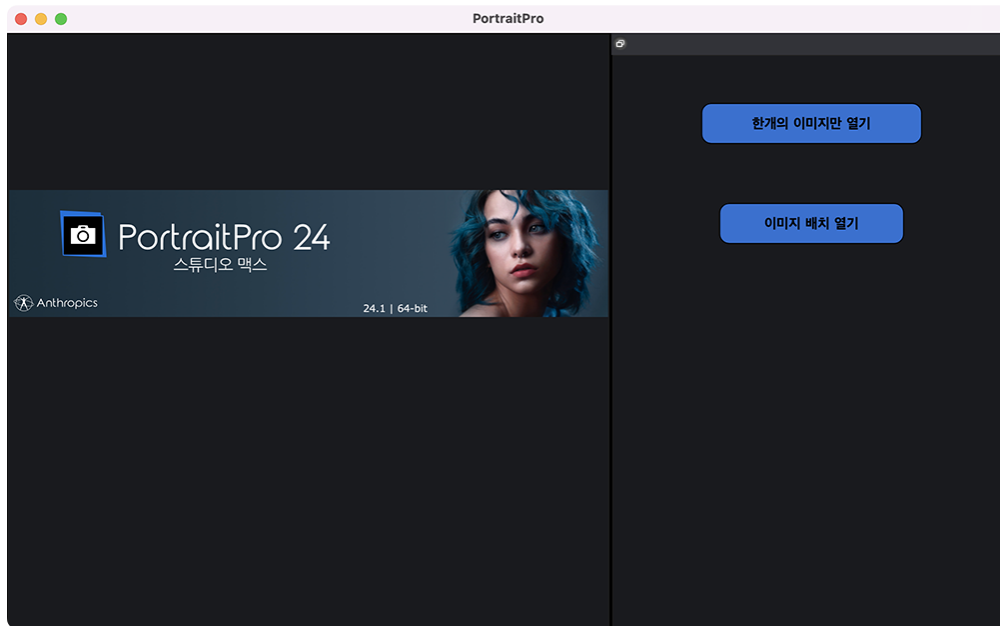 PortraitPro
PortraitPro 24
스튜디오 맥스
Anthropics
24.1 | 64-bit
한개의 이미지만 열기
이미지 배치 열기